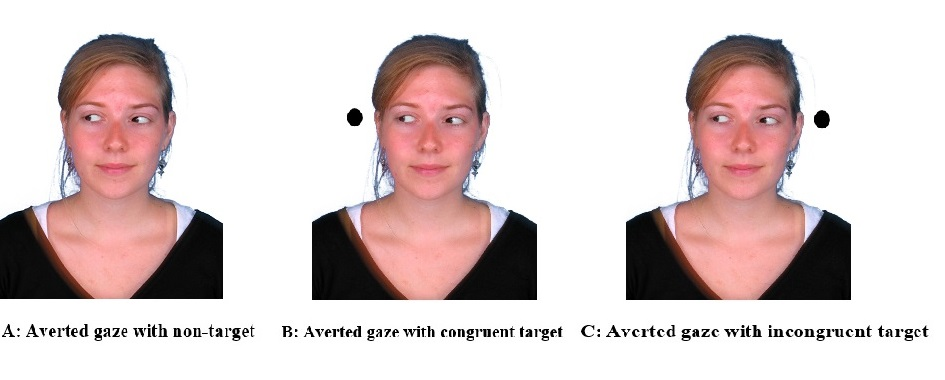 A: Averted gaze with non-target
B: Averted gaze with congruent target
C: Averted gaze with incongruent target